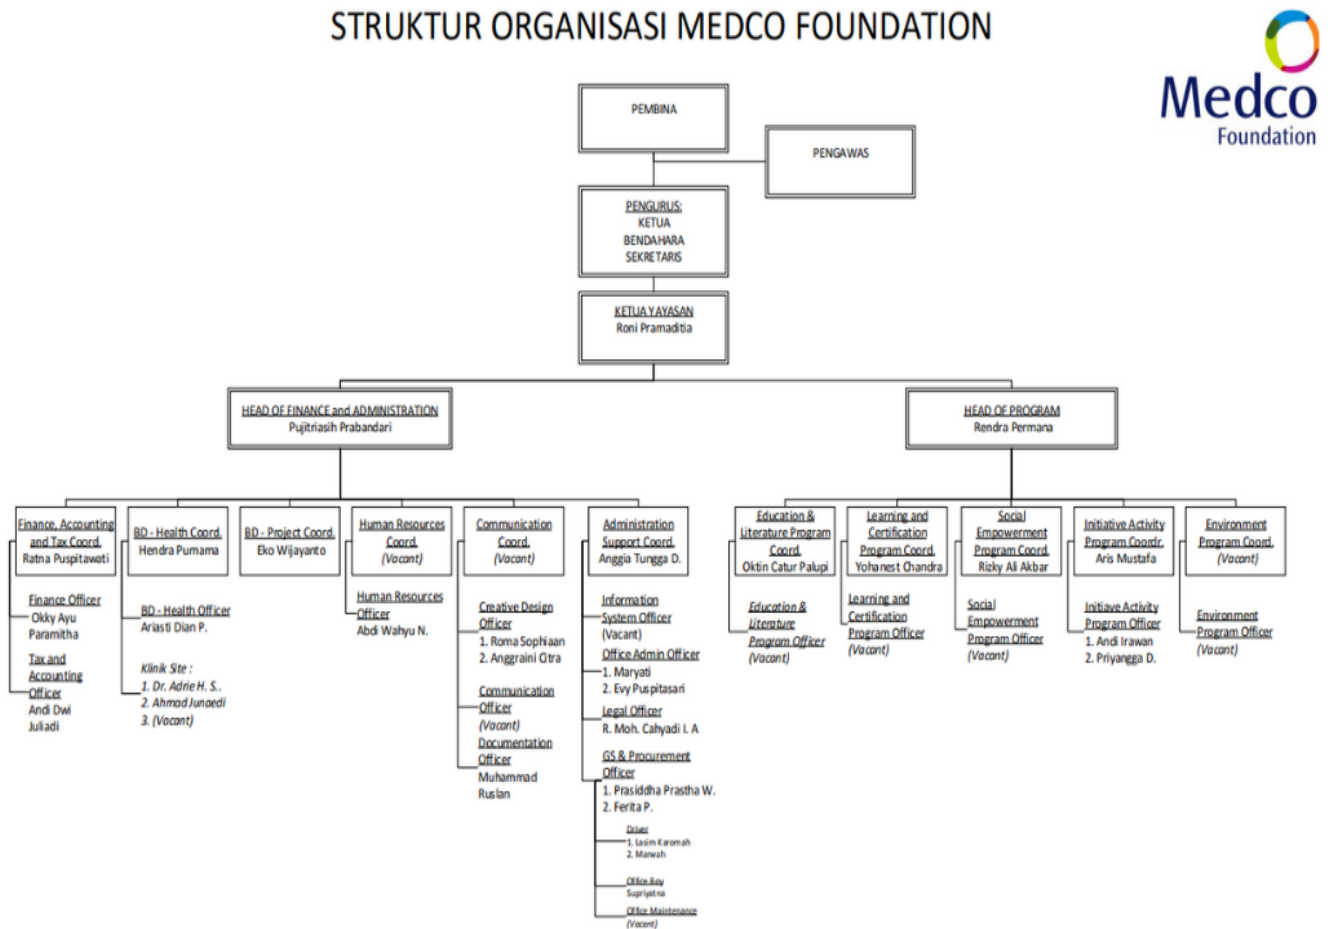 STRUKTUR ORGANISASI MEDCO FOUNDATION
Medco
Foundation
PEMBINA
PENGAWAS
PENGURUS:
KETUA
BENDAHARA
SEKRETARIS
KETUA YAYASAN
Roni Pramaditia
HEAD OF FINANCE and ADMINISTRATION
Pujitriasih Prabandari
HEAD OF PROGRAM
Rendra Permana
Finance, Accounting
and Tax Coord.
Ratna Puspitawati
Finance Officer
Okky Ayu
Paramitha
Tax and
Accounting
Officer
Andi Dwi
Juliadi
BD - Health Coord.
Hendra Purnama
BD - Health Officer
Ariasti Dian P.
Klinik Site :
1. Dr. Adrie H. S..
2. Ahmad Junaedi
3. (Vacant)
BD - Project Coord.
Eko Wijayanto
Human Resources
Coord.
(Vacant)
Human Resources
Officer
Abdi Wahyu N.
Communication
Coord.
(Vacant)
Creative Design
Officer
1. Roma Sophiaan
2. Anggraini Citra
Communication
Officer
(Vacant)
Documentation
Officer
Muhammad
Ruslan
Administration
Support Coord.
Anggia Tungga D.
Information
System Officer
(Vacant)
Office Admin Officer
1. Maryati
2. Evy Puspitasari
Legal Officer
R. Moh. Cahyadi I. A
GS & Procurement
Officer
1. Prasiddha Prastha W.
2. Ferita P.
Driver
1. Lasim Karomah
2. Marwah
Office Boy
Supriyatna
Office Maintenance
(Vacant)
Education &
Literature Program
Coord.
Oktin Catur Palupi
Education &
Literature
Program Officer
(Vacant)
Learning and
Certification
Program Coord.
Yohanest Chandra
Learning and
Certification
Program Officer
(Vacant)
Social
Empowerment
Program Coord.
Rizky Ali Akbar
Social
Empowerment
Program Officer
(Vacant)
Initiative Activity
Program Coordr.
Aris Mustafa
Initiave Activity
Program Officer
1. Andi Irawan
2. Priyangga D.
Environment
Program Coord.
(Vacant)
Environment
Program Officer
(Vacant)